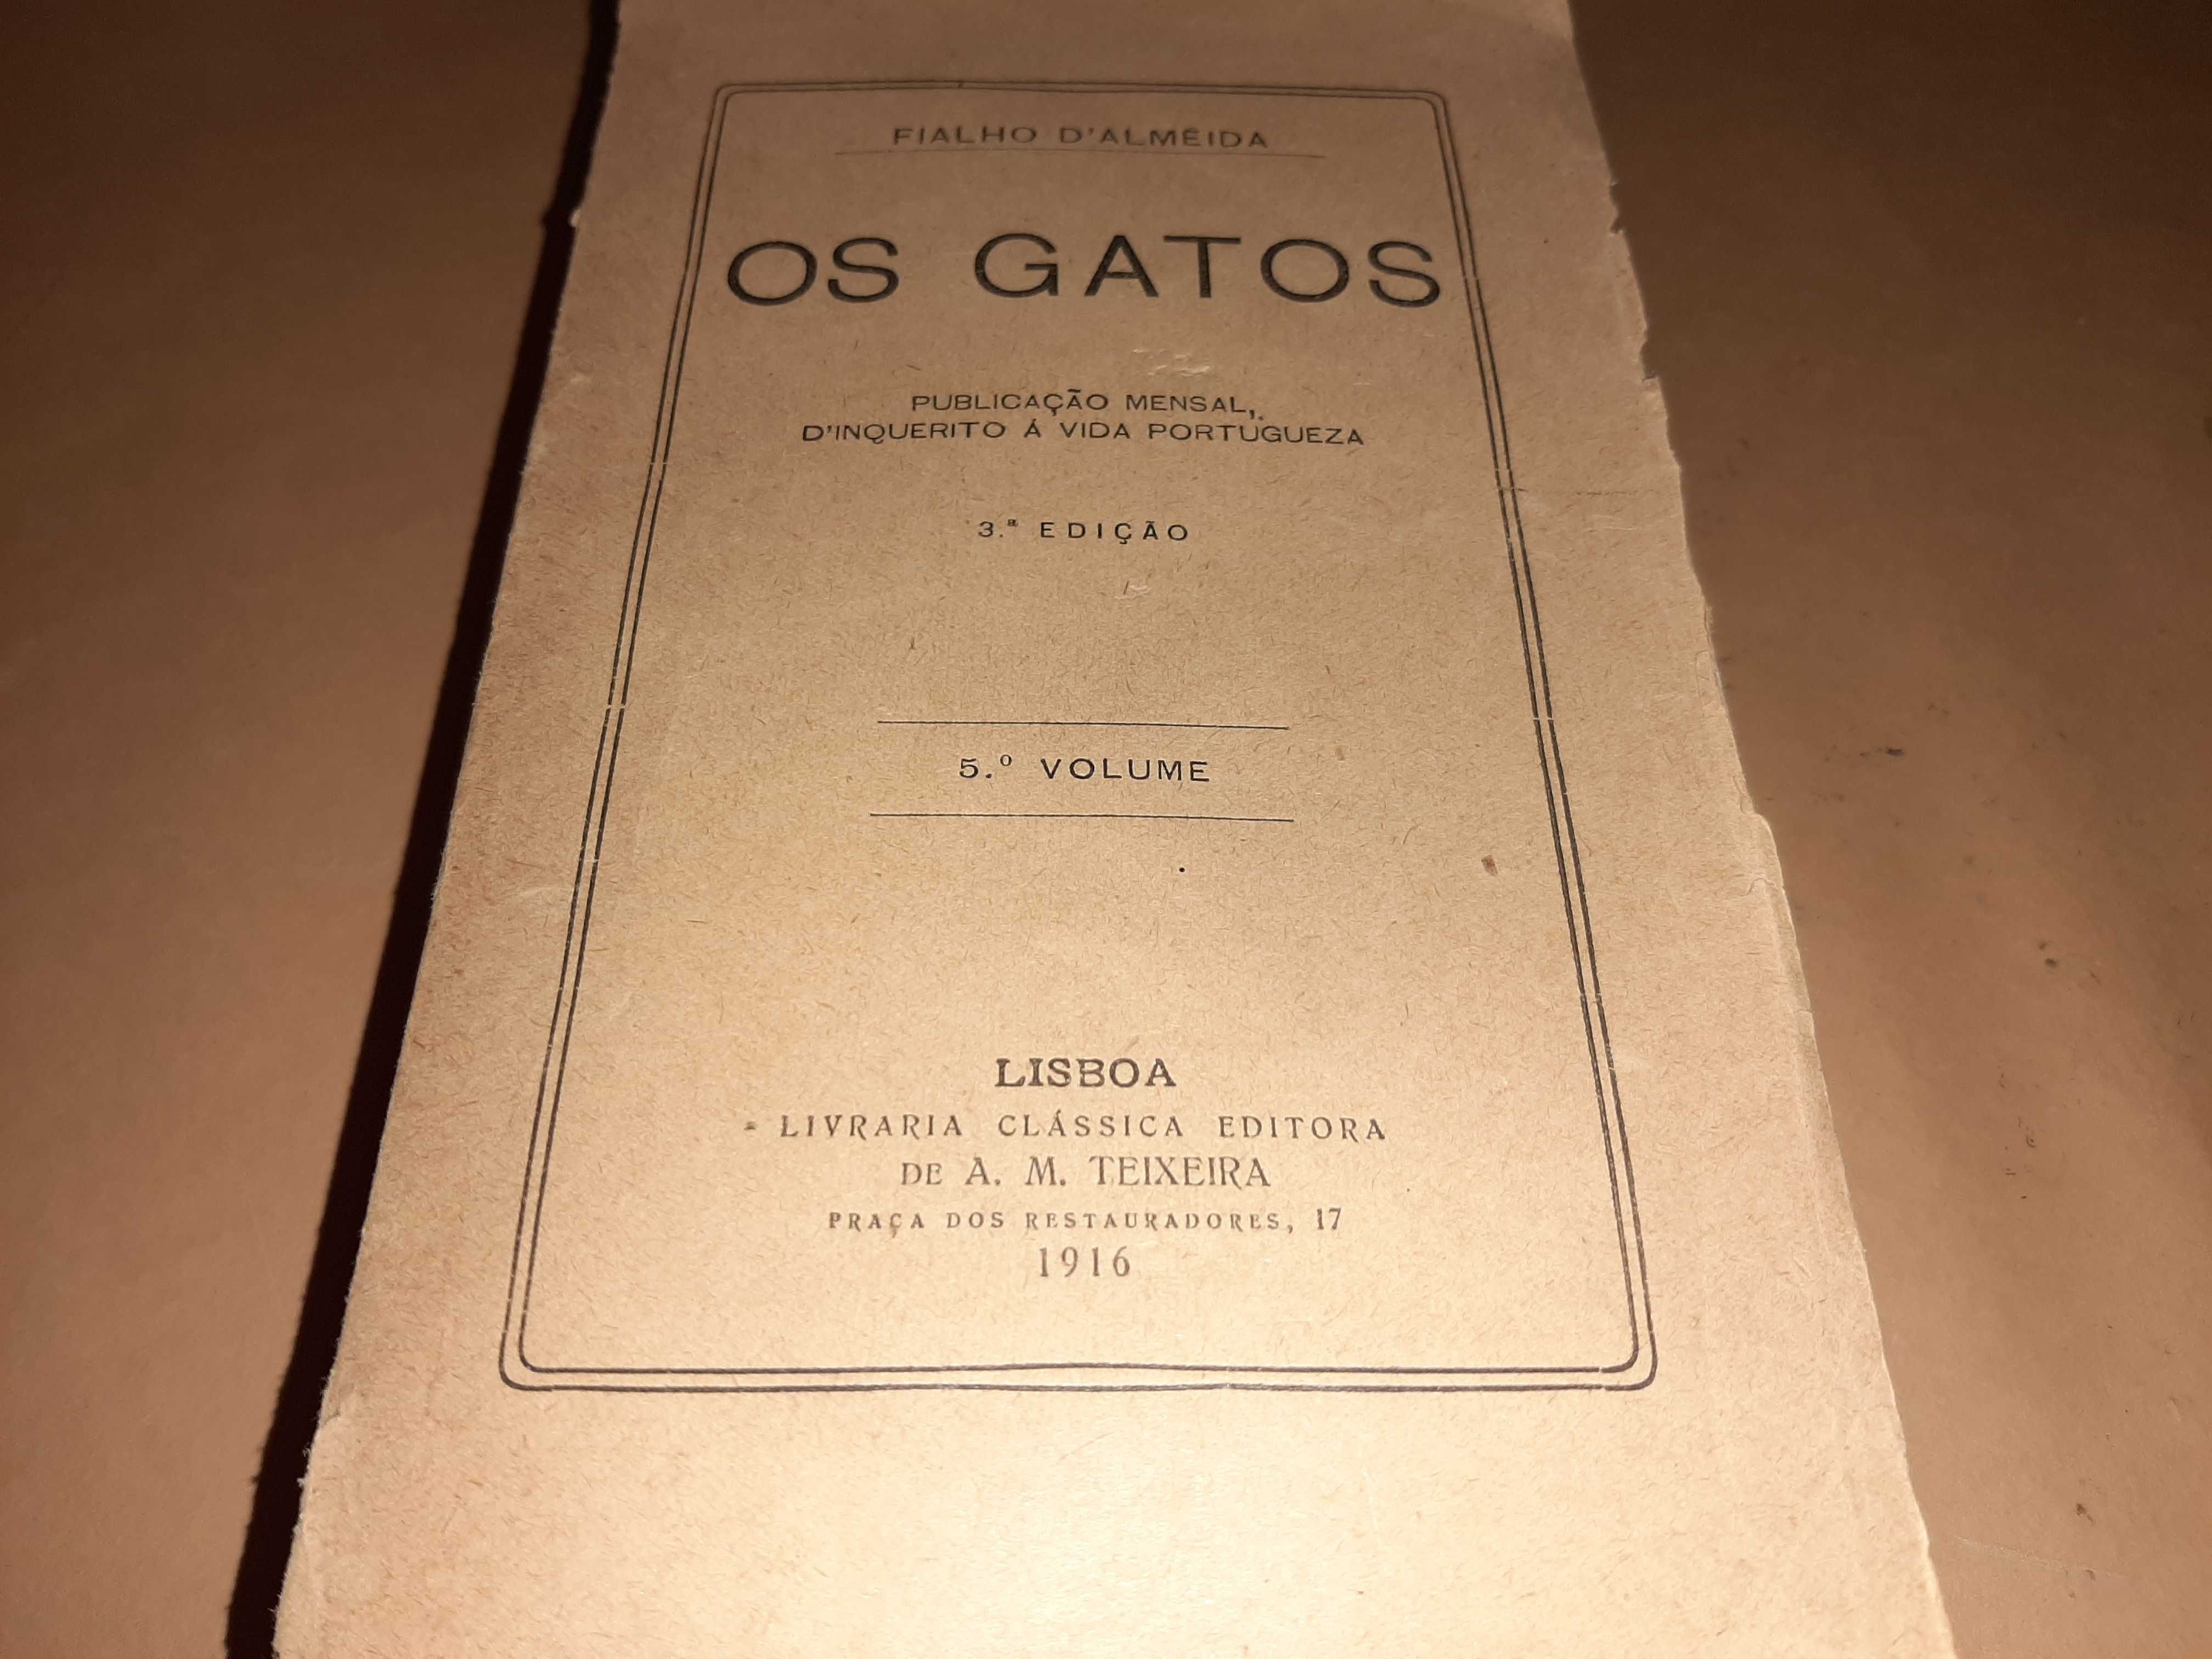 FIALHO D'ALMEIDA
OS GATOS
PUBLICAÇÃO MENSAL,
D'INQUERITO Á VIDA PORTUGUEZA
3.ª EDIÇÃO
5.º VOLUME
LISBOA
LIVRARIA CLÁSSICA EDITORA
DE A. M. TEIXEIRA
PRAÇA DOS RESTAURADORES, 17
1916